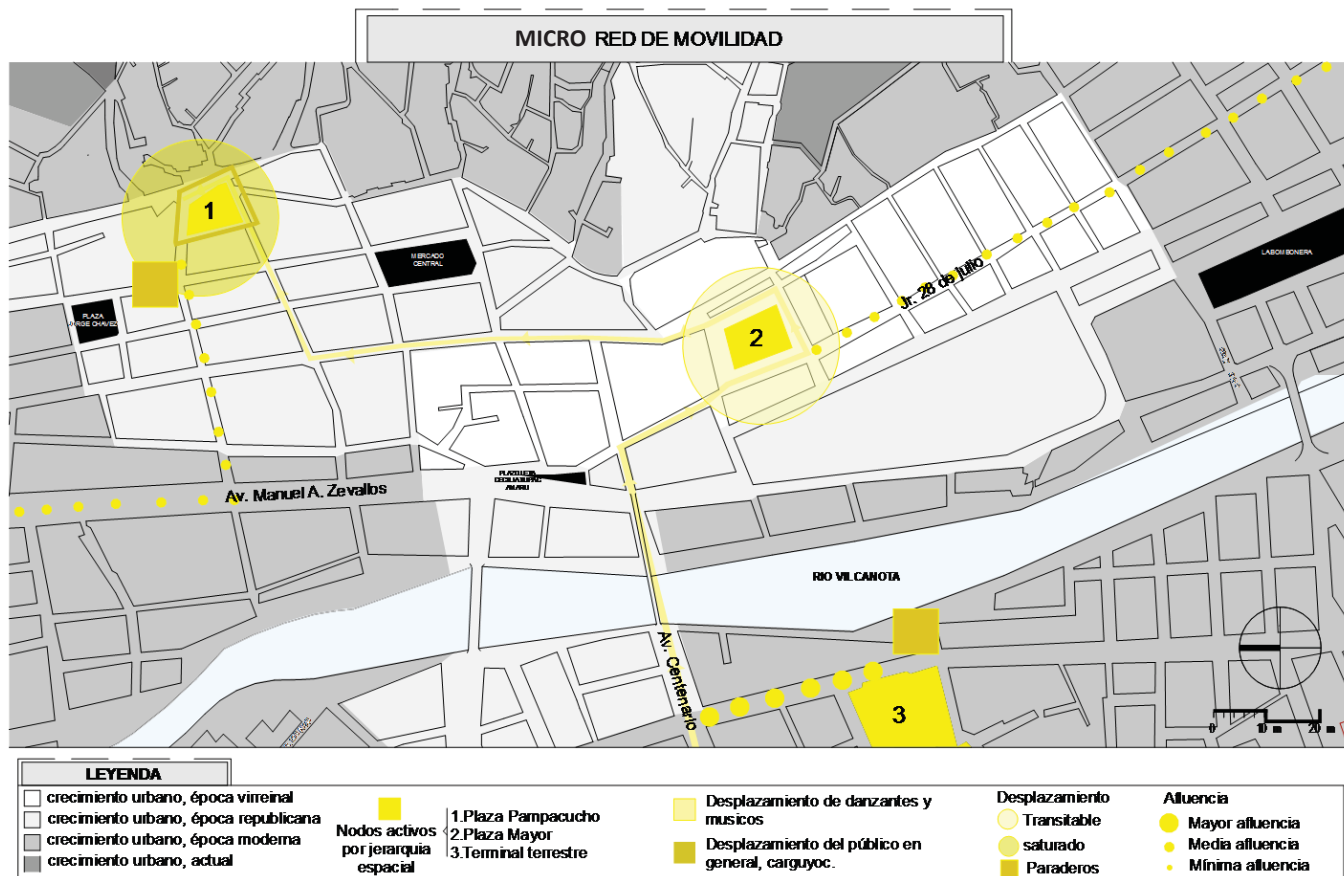 MICRO RED DE MOVILIDAD
1
MERCADO
CENTRAL
PLAZA
JORGE CHAVEZ
2
Jr. 28 de julio
LA BOMBONERA
Av. Manuel A. Zevallos
RIO VILCANOTA
Av. Centenario
3
0 10 m 20 m
LEYENDA
crecimiento urbano, época virreinal
crecimiento urbano, época republicana
crecimiento urbano, época moderna
crecimiento urbano, actual
Nodos activos
por jerarquia
espacial
1.Plaza Pampacucho
2.Plaza Mayor
3.Terminal terrestre
Desplazamiento de danzantes y
musicos
Desplazamiento del público en
general, carguyoc.
Desplazamiento
Transitable
saturado
Paraderos
Afluencia
Mayor afluencia
Media afluencia
Mínima afluencia